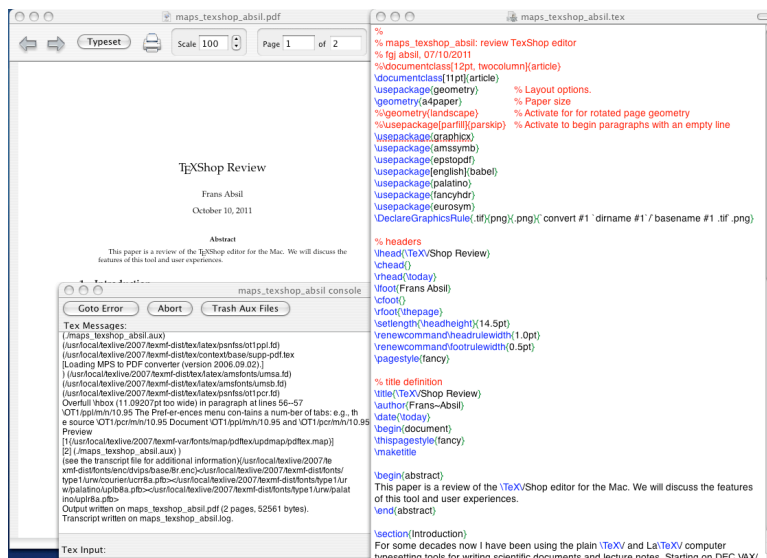 maps_texshop_absil.pdf
Typeset
Scale 100
Page 1 of 2
TEXShop Review
Frans Absil
October 10, 2011
Abstract
This paper is a review of the TEXShop editor for the Mac. We will discuss the
features of this tool and user experiences.
maps_texshop_absil console
Goto Error
Abort
Trash Aux Files
Tex Messages:
(./maps_texshop_absil.aux)
(/usr/local/texlive/2007/texmf-dist/tex/latex/psnfss/ot1ppl.fd)
(/usr/local/texlive/2007/texmf-dist/tex/context/base/supp-pdf.tex
[Loading MPS to PDF converter (version 2006.09.02).]
) (/usr/local/texlive/2007/texmf-dist/tex/latex/amsfonts/umsa.fd)
(/usr/local/texlive/2007/texmf-dist/tex/latex/amsfonts/umsb.fd)
(/usr/local/texlive/2007/texmf-dist/tex/latex/psnfss/ot1pcr.fd)
Overfull \hbox (11.09207pt too wide) in paragraph at lines 56--57
\OT1/ppl/m/n/10.95 The Pref-er-ences menu con-tains a num-ber of tabs: e.g., th
e source \OT1/pcr/m/n/10.95 Document \OT1/ppl/m/n/10.95 and \OT1/pcr/m/n/10.95
Preview
[1{/usr/local/texlive/2007/texmf-var/fonts/map/pdftex/updmap/pdftex.map}]
[2] (./maps_texshop_absil.aux) )
(see the transcript file for additional information){/usr/local/texlive/2007/te
xmf-dist/fonts/enc/dvips/base/8r.enc}</usr/local/texlive/2007/texmf-dist/fonts/
type1/urw/courier/ucrr8a.pfb></usr/local/texlive/2007/texmf-dist/fonts/type1/ur
w/palatino/uplb8a.pfb></usr/local/texlive/2007/texmf-dist/fonts/type1/urw/palat
ino/uplr8a.pfb>
Output written on maps_texshop_absil.pdf (2 pages, 52561 bytes).
Transcript written on maps_texshop_absil.log.
Tex Input:
maps_texshop_absil.tex
%
% maps_texshop_absil: review TexShop editor
% fgj absil, 07/10/2011
%\documentclass[12pt, twocolumn]{article}
\documentclass[11pt]{article}
\usepackage{geometry} % Layout options.
\geometry{a4paper} % Paper size
%\geometry{landscape} % Activate for for rotated page geometry
%\usepackage[parfill]{parskip} % Activate to begin paragraphs with an empty line
\usepackage{graphicx}
\usepackage{amssymb}
\usepackage{epstopdf}
\usepackage[english]{babel}
\usepackage{palatino}
\usepackage{fancyhdr}
\usepackage{eurosym}
\DeclareGraphicsRule{.tif}{png}{.png}{`convert #1 `dirname #1`/`basename #1 .tif`.png}
% headers
\lhead{\TeX\/Shop Review}
\chead{}
\rhead{\today}
\lfoot{Frans Absil}
\cfoot{}
\rfoot{\thepage}
\setlength{\headheight}{14.5pt}
\renewcommand\headrulewidth{1.0pt}
\renewcommand\footrulewidth{0.5pt}
\pagestyle{fancy}
% title definition
\title{\TeX\/Shop Review}
\author{Frans~Absil}
\date{\today}
\begin{document}
\thispagestyle{fancy}
\maketitle
\begin{abstract}
This paper is a review of the \TeX\/Shop editor for the Mac. We will discuss the features
of this tool and user experiences.
\end{abstract}
\section{Introduction}
For some decades now I have been using the plain \TeX\/ and La\TeX\/ computer
typesetting tools for writing scientific documents and lecture notes. Starting on DEC VAX/